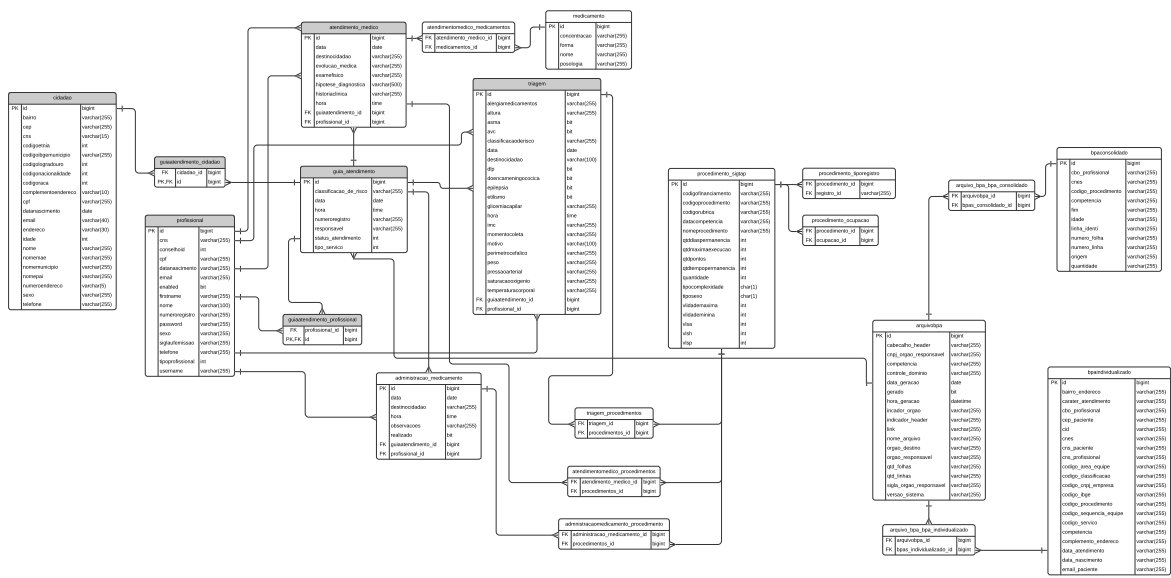 cidadao
PK id bigint
bairro varchar(255)
cep varchar(255)
cns varchar(15)
codigoetnia int
codigoibgemunicipio varchar(255)
codigologradouro int
codigonacionalidade int
codigoraca int
complementoendereco varchar(10)
cpf varchar(255)
datanascimento date
email varchar(40)
endereco varchar(30)
idade int
nome varchar(255)
nomemae varchar(255)
nomemunicipio varchar(255)
nomepai varchar(255)
numeroendereco varchar(5)
sexo varchar(255)
telefone varchar(255)
guiaatendimento_cidadao
FK cidadao_id bigint
PK,FK id bigint
profissional
PK id bigint
cns varchar(255)
conselhoid int
cpf varchar(255)
datanascimento varchar(255)
email varchar(255)
enabled bit
firstname varchar(255)
nome varchar(100)
numeroregistro varchar(255)
password varchar(255)
sexo varchar(255)
siglaufemissao varchar(255)
telefone varchar(255)
tipoprofissional int
username varchar(255)
atendimento_medico
PK id bigint
data date
destinocidadao varchar(255)
evolucao_medica varchar(255)
examefisico varchar(255)
hipotese_diagnostica varchar(500)
historiaclinica varchar(255)
hora time
FK guiaatendimento_id bigint
FK profissional_id bigint
guia_atendimento
PK id bigint
classificacao_de_risco varchar(255)
data date
hora time
numeroregistro varchar(255)
responsavel varchar(255)
status_atendimento int
tipo_servico int
guiaatendimento_profissional
FK profissional_id bigint
PK,FK id bigint
administracao_medicamento
PK id bigint
data date
destinocidadao varchar(255)
hora time
observacoes varchar(255)
realizado bit
FK guiaatendimento_id bigint
FK profissional_id bigint
atendimentomedico_medicamentos
FK atendimento_medico_id bigint
FK medicamentos_id bigint
medicamento
PK id bigint
concentracao varchar(255)
forma varchar(255)
nome varchar(255)
posologia varchar(255)
triagem
PK id bigint
alergiamedicamentos varchar(255)
altura varchar(255)
asma bit
avc bit
classificacaoderisco varchar(255)
data date
destinocidadao varchar(100)
dip bit
doencameningococica bit
epilepsia bit
etilismo bit
glicemiacapilar varchar(255)
hora time
imc varchar(255)
momentocoleta varchar(255)
motivo varchar(100)
perimetrocefalico varchar(255)
peso varchar(255)
pressaoarterial varchar(255)
saturacaooxigenio varchar(255)
temperaturacorporal varchar(255)
FK guiaatendimento_id bigint
FK profissional_id bigint
triagem_procedimentos
FK triagem_id bigint
FK procedimentos_id bigint
atendimentomedico_procedimentos
FK atendimento_medico_id bigint
FK procedimentos_id bigint
admnistracaomedicamento_procedimento
FK administracao_medicamento_id bigint
FK procedimentos_id bigint
procedimento_sigtap
PK id bigint
codigofinanciamento varchar(255)
codigoprocedimento varchar(255)
codigorubrica varchar(255)
datacompetencia varchar(255)
nomeprocedimento varchar(255)
qtddiaspermanencia int
qtdmaximaexecucao int
qtdpontos int
qtdtempopermanencia int
quantidade int
tipocomplexidade char(1)
tiposexo char(1)
vlidademaxima int
vlidademinina int
vlsa int
vlsh int
vlsp int
procedimento_tiporegistro
FK procedimento_id bigint
FK registro_id varchar(255)
procedimento_ocupacao
FK procedimento_id bigint
FK ocupacao_id bigint
arquivo_bpa_bpa_consolidado
FK arquivobpa_id bigint
FK bpas_consolidado_id bigint
bpaconsolidado
PK id bigint
cbo_profissional varchar(255)
cnes varchar(255)
codigo_procedimento varchar(255)
competencia varchar(255)
fim varchar(255)
idade varchar(255)
linha_identi varchar(255)
numero_folha varchar(255)
numero_linha varchar(255)
origem varchar(255)
quantidade varchar(255)
arquivobpa
PK id bigint
cabecalho_header varchar(255)
cnpj_orgao_responsavel varchar(255)
competencia varchar(255)
controle_dominio varchar(255)
data_geracao date
gerado bit
hora_geracao datetime
incador_orgao varchar(255)
indicador_header varchar(255)
link varchar(255)
nome_arquivo varchar(255)
orgao_destino varchar(255)
orgao_responsavel varchar(255)
qtd_folhas varchar(255)
qtd_linhas varchar(255)
sigla_orgao_responsavel varchar(255)
versao_sistema varchar(255)
arquivo_bpa_bpa_individualizado
FK arquivobpa_id bigint
FK bpas_individualizado_id bigint
bpaindividualizado
PK id bigint
bairro_endereco varchar(255)
carater_atendimento varchar(255)
cbo_profissional varchar(255)
cep_paciente varchar(255)
cid varchar(255)
cnes varchar(255)
cns_paciente varchar(255)
cns_profissional varchar(255)
codigo_area_equipe varchar(255)
codigo_classificacao varchar(255)
codigo_cnpj_empresa varchar(255)
codigo_ibge varchar(255)
codigo_procedimento varchar(255)
codigo_sequencia_equipe varchar(255)
codigo_servico varchar(255)
competencia varchar(255)
complemento_endereco varchar(255)
data_atendimento varchar(255)
data_nascimento varchar(255)
email_paciente varchar(255)